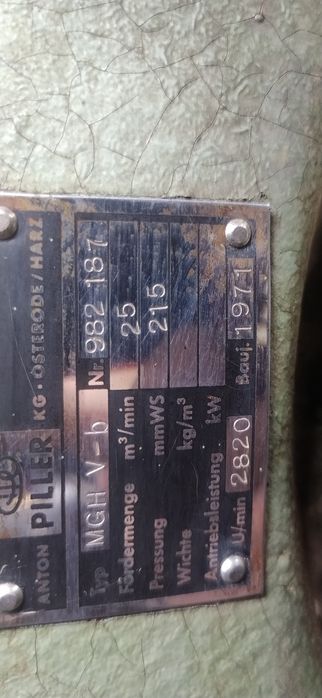 ANTON PILLER KG • OSTERODE/HARZ
Typ MGH V-b Nr. 982 187
Fördermenge m³/min 25
Pressung mmWS 215
Wichte kg/m³
Antriebsleistung kW
U/min 2820 Bauj. 1971